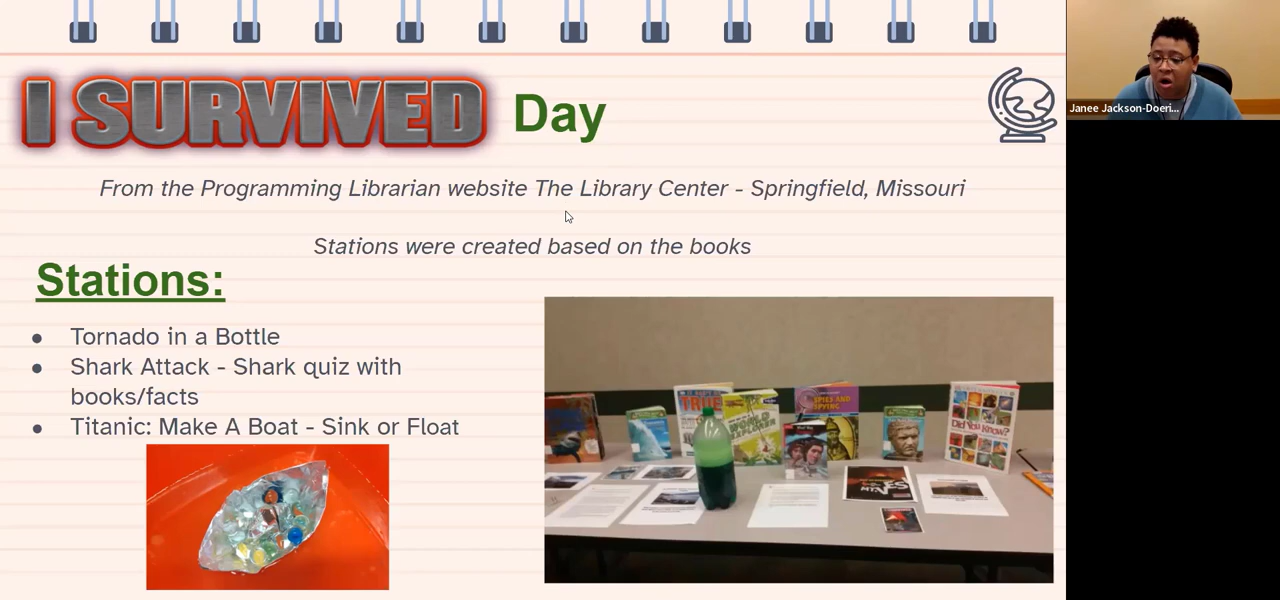 I SURVIVED Day
Janee Jackson-Doeri...
From the Programming Librarian website The Library Center - Springfield, Missouri
Stations were created based on the books
Stations:
● Tornado in a Bottle
● Shark Attack - Shark quiz with
books/facts
● Titanic: Make A Boat - Sink or Float
TRUE
WORLD
EXPLORER
SPIES AND
SPYING
Did You Know?